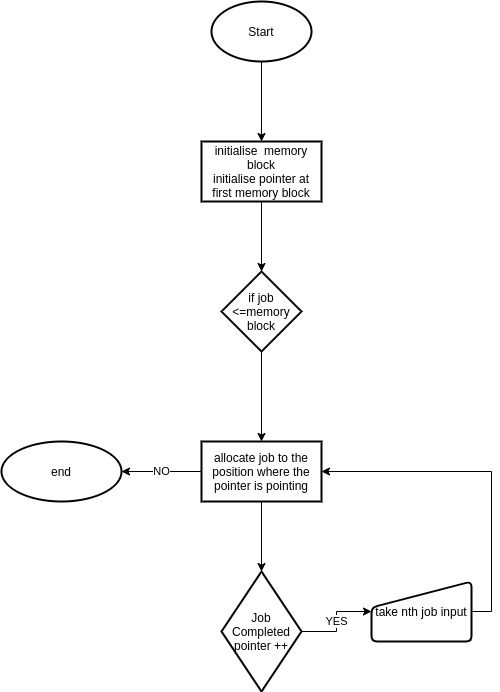 Start
initialise  memory
block
initialise pointer at
first memory block
if job
<=memory
block
allocate job to the
position where the
pointer is pointing
NO
end
Job
Completed
pointer ++
YES
take nth job input